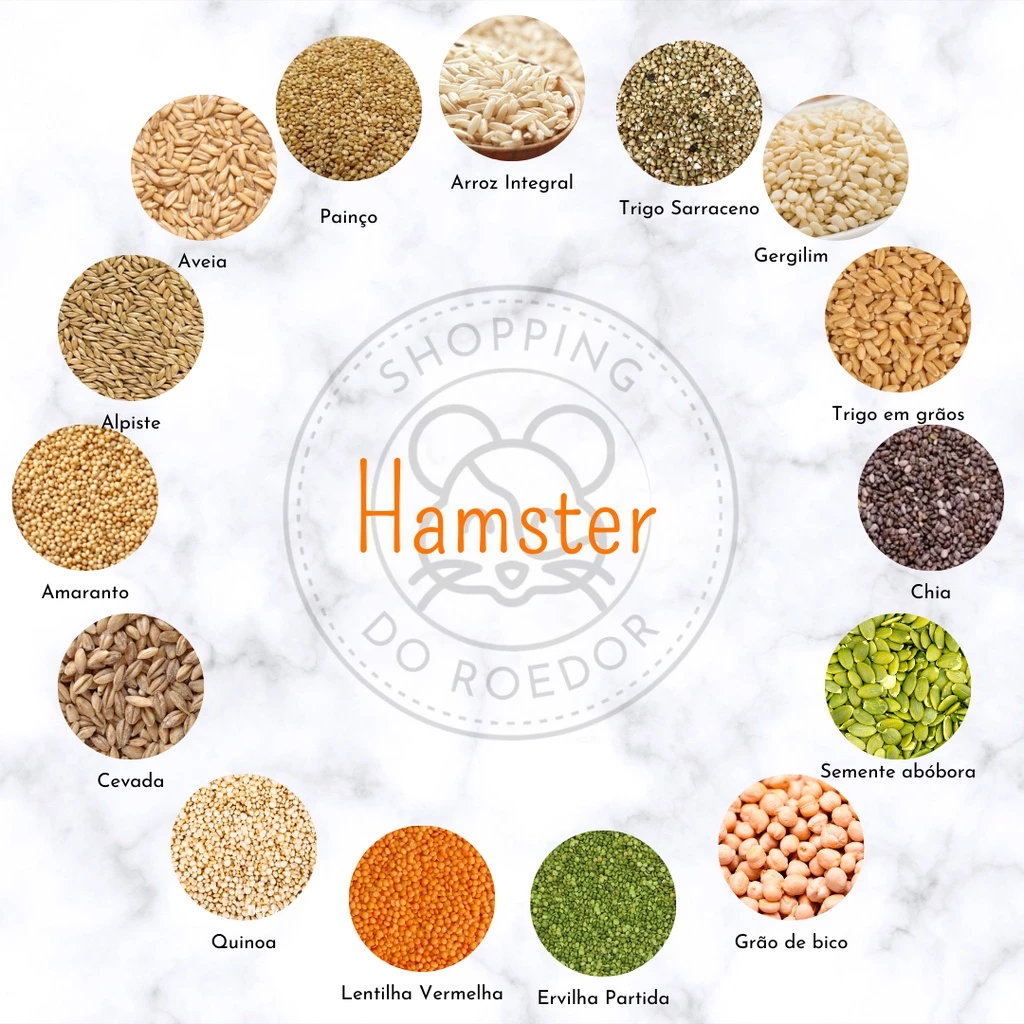 Arroz Integral
Painço
Trigo Sarraceno
Aveia
Gergilim
Alpiste
Trigo em grãos
SHOPPING
Hamster
DO ROEDOR
Amaranto
Chia
Cevada
Semente abóbora
Quinoa
Grão de bico
Lentilha Vermelha
Ervilha Partida